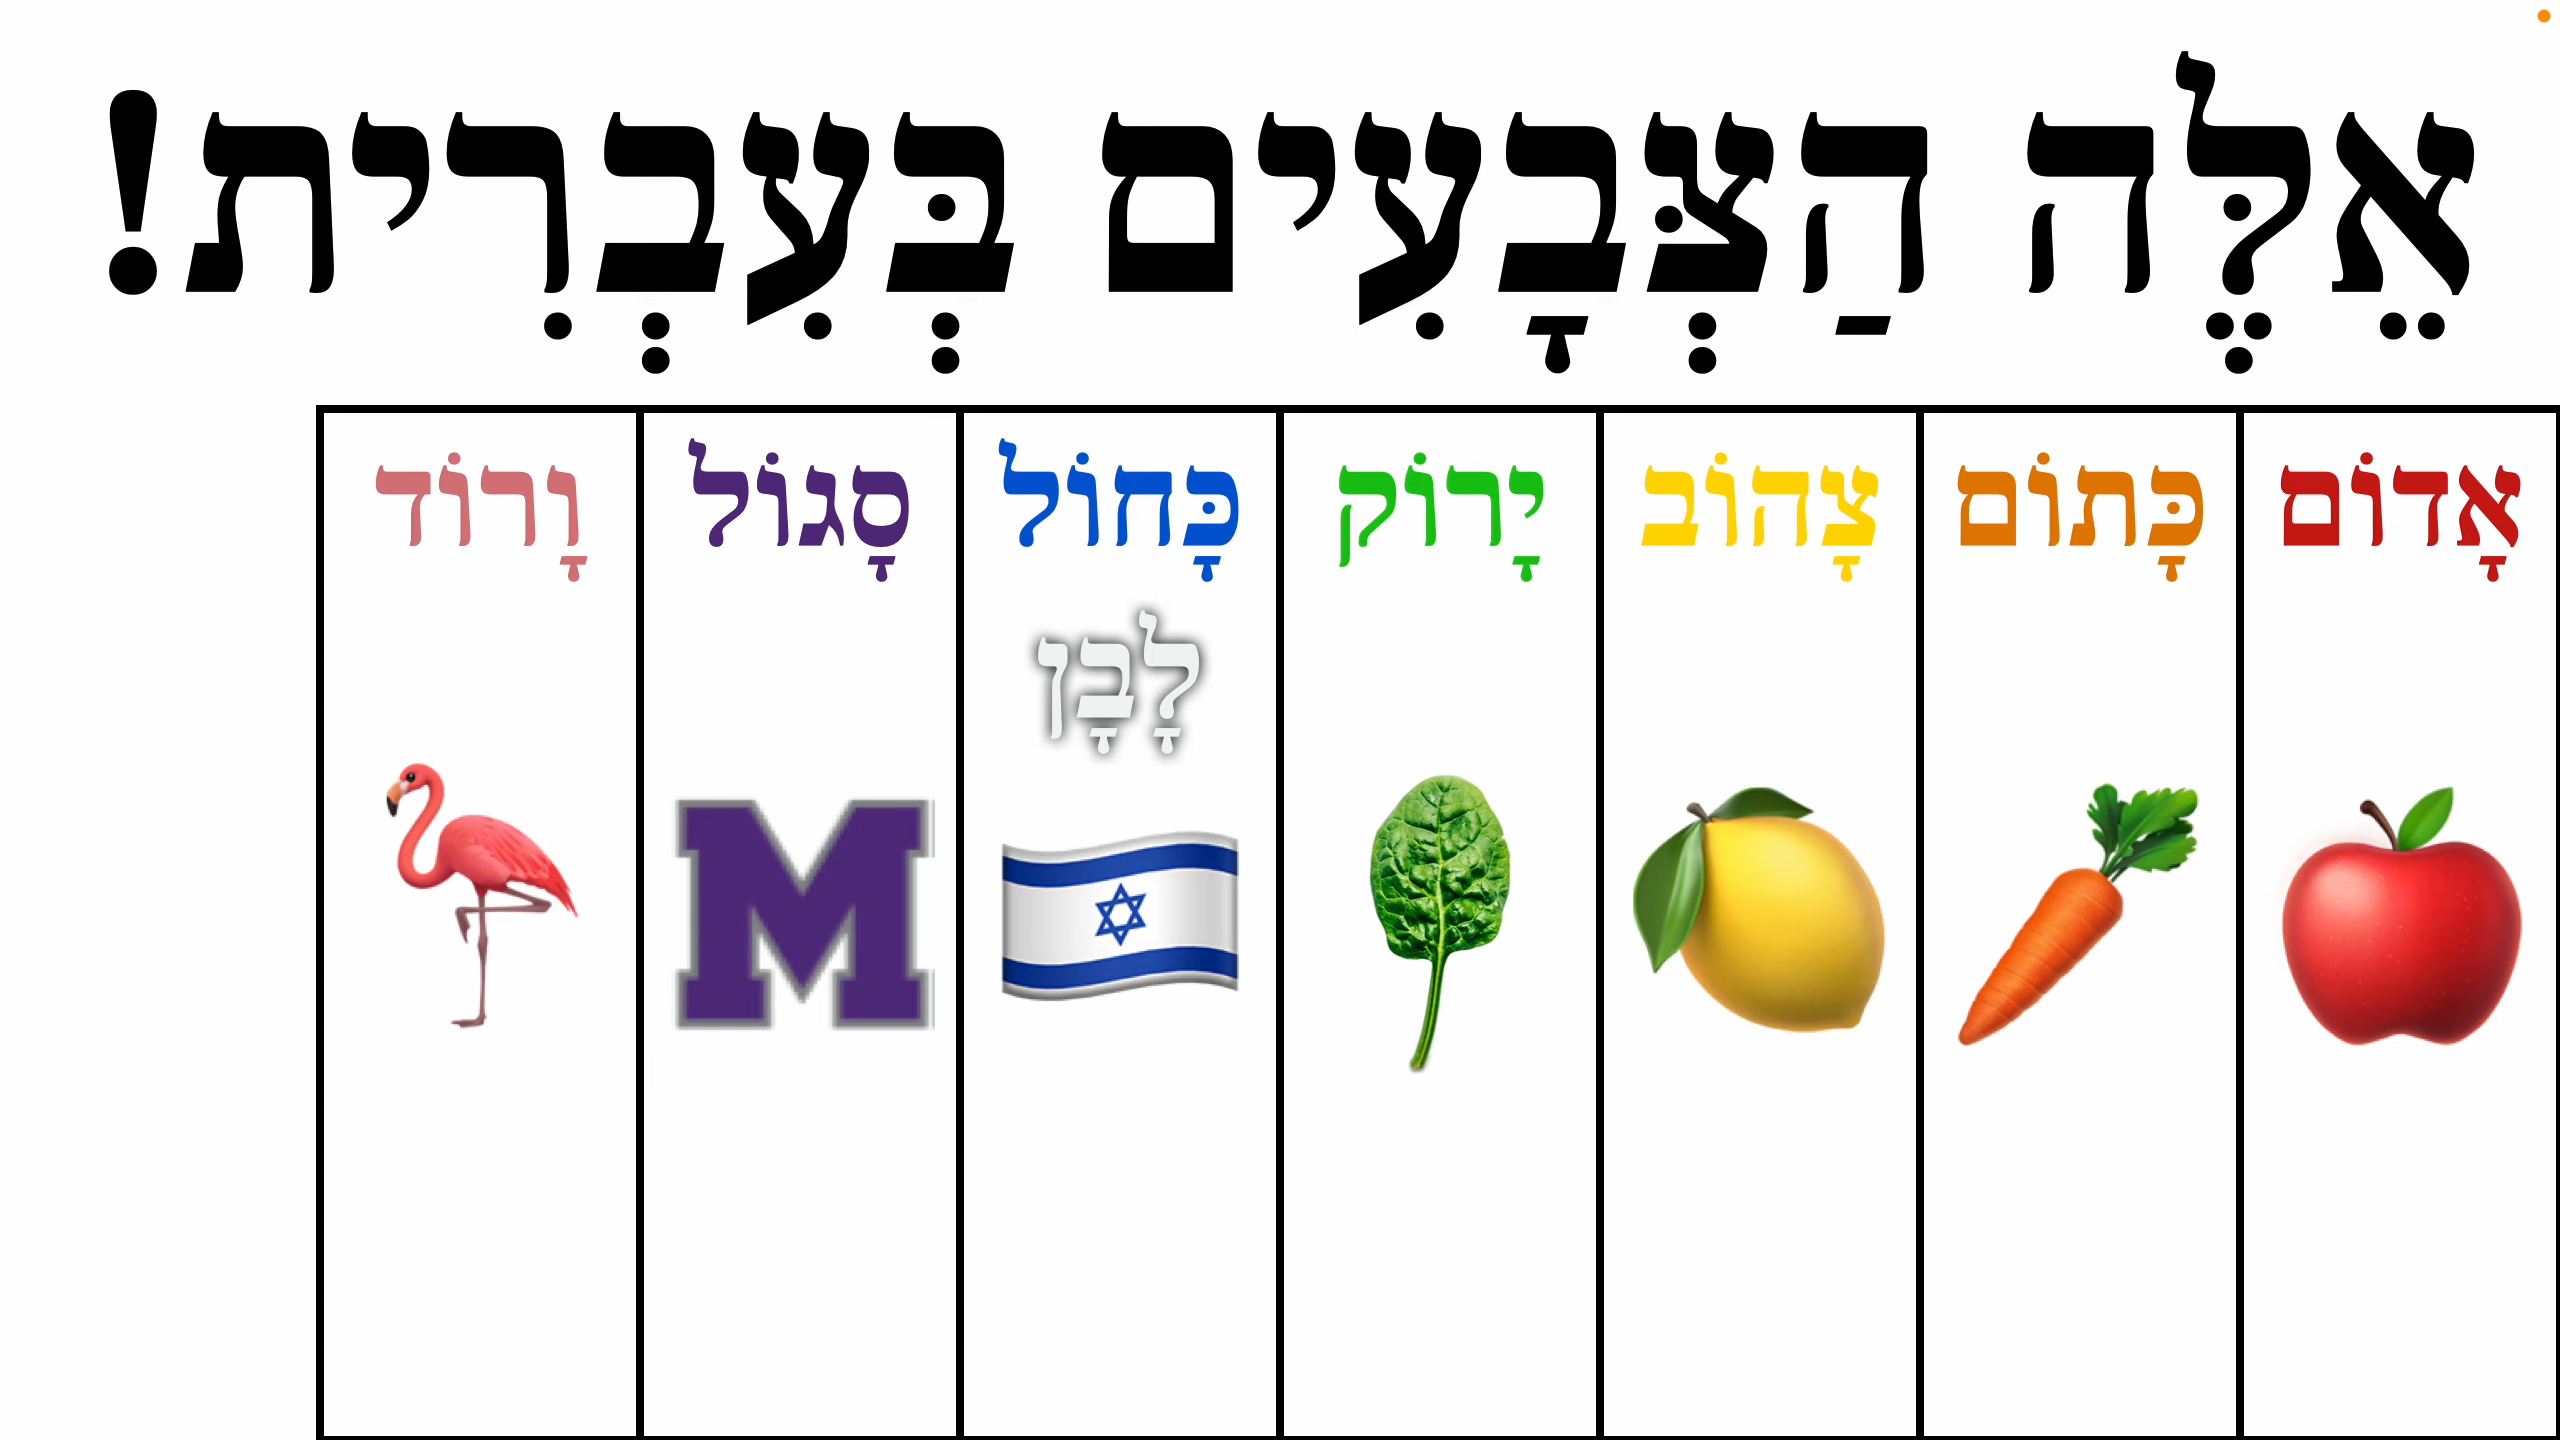 אֵלֶּה הַצְּבָעִים בְּעִבְרִית!
אָדוֹם
כָּתוֹם
צָהוֹב
יָרוֹק
כָּחוֹל
לָבָן
סָגוֹל
M
וָרוֹד